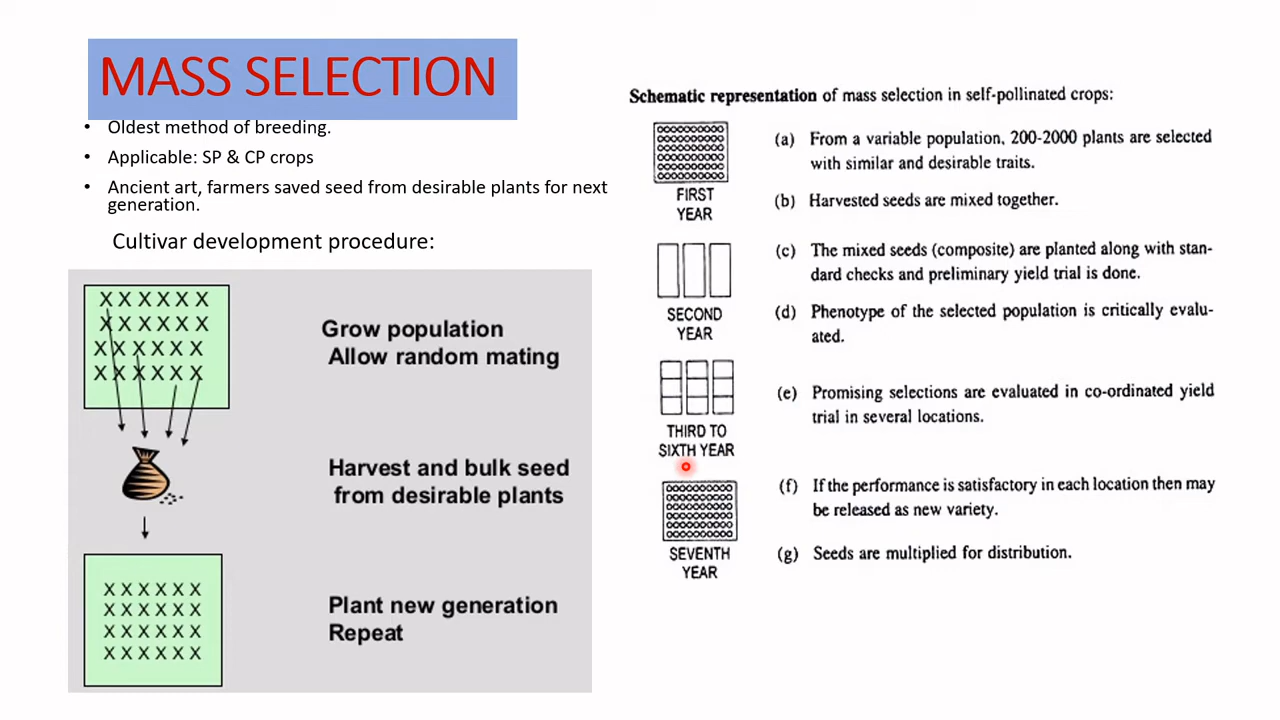 MASS SELECTION
• Oldest method of breeding.
• Applicable: SP & CP crops
• Ancient art, farmers saved seed from desirable plants for next
generation.
Cultivar development procedure:
X X X X X X
X X X X X X
X X X X X X
X X X X X X
Grow population
Allow random mating
Harvest and bulk seed
from desirable plants
X X X X X X
X X X X X X
X X X X X X
X X X X X X
Plant new generation
Repeat
Schematic representation of mass selection in self-pollinated crops:
FIRST
YEAR
(a) From a variable population, 200-2000 plants are selected
with similar and desirable traits.
(b) Harvested seeds are mixed together.
SECOND
YEAR
(c) The mixed seeds (composite) are planted along with stan-
dard checks and preliminary yield trial is done.
(d) Phenotype of the selected population is critically evalu-
ated.
THIRD TO
SIXTH YEAR
(e) Promising selections are evaluated in co-ordinated yield
trial in several locations.
SEVENTH
YEAR
(f) If the performance is satisfactory in each location then may
be released as new variety.
(g) Seeds are multiplied for distribution.